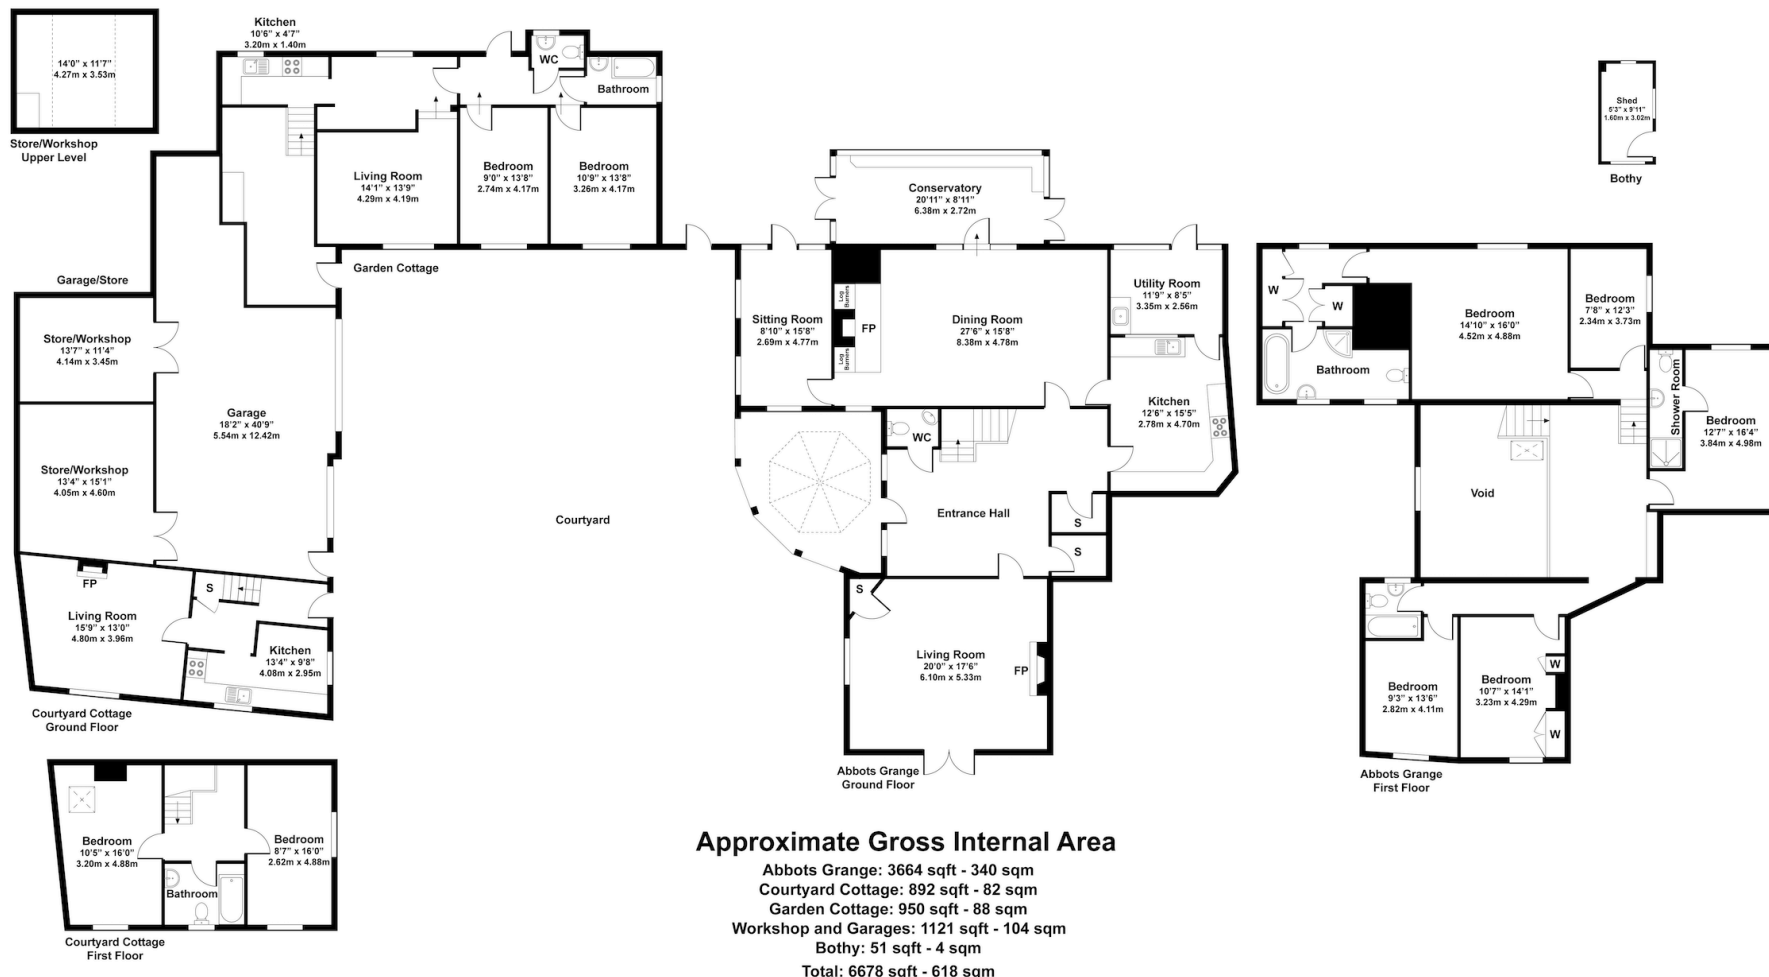 14'0" x 11'7"
4.27m x 3.53m
Store/Workshop
Upper Level
Kitchen
10'6" x 4'7"
3.20m x 1.40m
WC
Bathroom
Living Room
14'1" x 13'9"
4.29m x 4.19m
Bedroom
9'0" x 13'8"
2.74m x 4.17m
Bedroom
10'9" x 13'8"
3.26m x 4.17m
Garden Cottage
Garage/Store
Store/Workshop
13'7" x 11'4"
4.14m x 3.45m
Garage
18'2" x 40'9"
5.54m x 12.42m
Store/Workshop
13'4" x 15'1"
4.05m x 4.60m
FP
S
Living Room
15'9" x 13'0"
4.80m x 3.96m
Kitchen
13'4" x 9'8"
4.08m x 2.95m
Courtyard Cottage
Ground Floor
Bedroom
10'5" x 16'0"
3.20m x 4.88m
Bedroom
8'7" x 16'0"
2.62m x 4.88m
Bathroom
Courtyard Cottage
First Floor
Courtyard
Conservatory
20'11" x 8'11"
6.38m x 2.72m
Sitting Room
8'10" x 15'8"
2.69m x 4.77m
Log
Burners
FP
Log
Burners
Dining Room
27'6" x 15'8"
8.38m x 4.78m
Utility Room
11'9" x 8'5"
3.35m x 2.56m
Kitchen
12'6" x 15'5"
2.78m x 4.70m
WC
Entrance Hall
S
S
S
Living Room
20'0" x 17'6"
6.10m x 5.33m
FP
Abbots Grange
Ground Floor
Shed
5'3" x 9'11"
1.60m x 3.02m
Bothy
W
W
Bathroom
Bedroom
14'10" x 16'0"
4.52m x 4.88m
Bedroom
7'8" x 12'3"
2.34m x 3.73m
Shower Room
Bedroom
12'7" x 16'4"
3.84m x 4.98m
Void
Bedroom
9'3" x 13'6"
2.82m x 4.11m
Bedroom
10'7" x 14'1"
3.23m x 4.29m
W
W
Abbots Grange
First Floor
Approximate Gross Internal Area
Abbots Grange: 3664 sqft - 340 sqm
Courtyard Cottage: 892 sqft - 82 sqm
Garden Cottage: 950 sqft - 88 sqm
Workshop and Garages: 1121 sqft - 104 sqm
Bothy: 51 sqft - 4 sqm
Total: 6678 sqft - 618 sqm